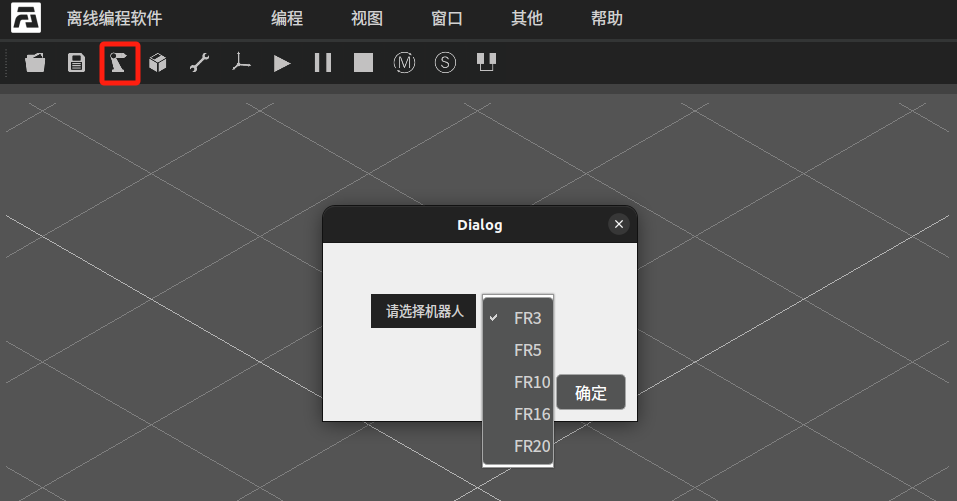 离线编程软件 编程 视图 窗口 其他 帮助
M S
Dialog
请选择机器人
FR3
FR5
FR10
FR16
FR20
确定